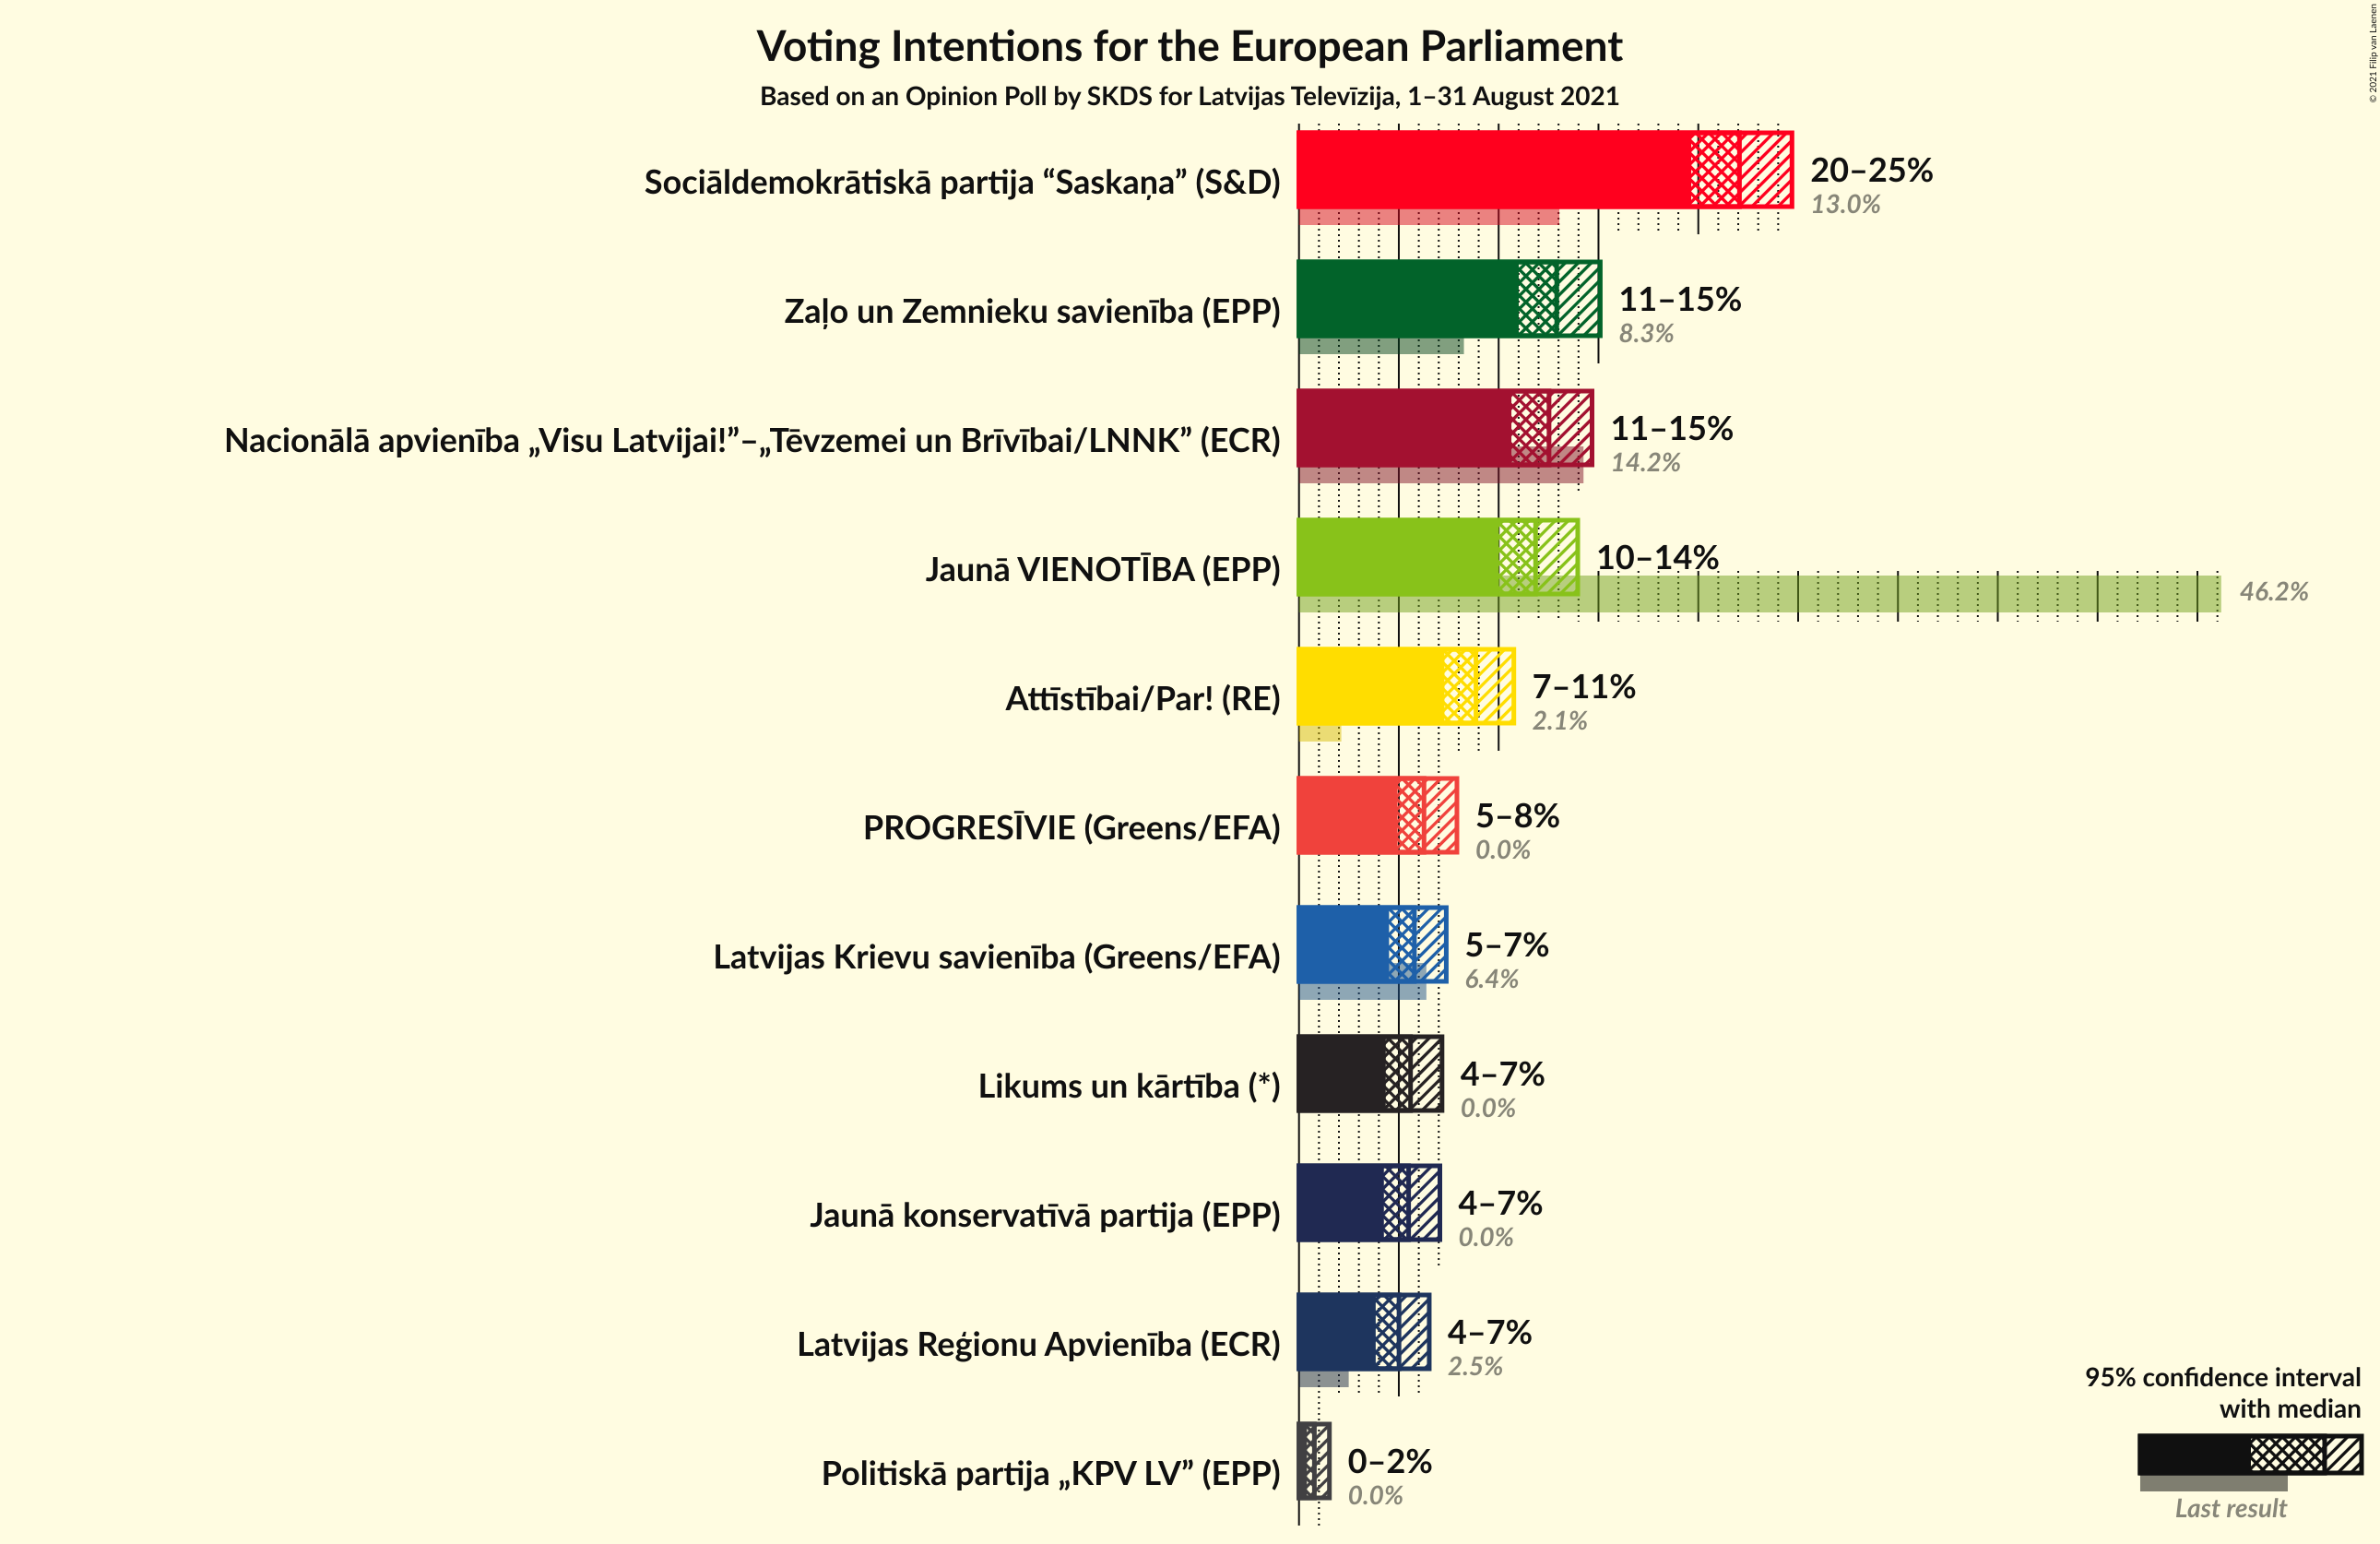 Voting Intentions for the European Parliament
Based on an Opinion Poll by SKDS for Latvijas Televīzija, 1–31 August 2021
© 2021 Filip van Laenen
Sociāldemokrātiskā partija “Saskaņa” (S&D)
20–25%
13.0%
Zaļo un Zemnieku savienība (EPP)
11–15%
8.3%
Nacionālā apvienība „Visu Latvijai!”–„Tēvzemei un Brīvībai/LNNK” (ECR)
11–15%
14.2%
Jaunā VIENOTĪBA (EPP)
10–14%
46.2%
Attīstībai/Par! (RE)
7–11%
2.1%
PROGRESĪVIE (Greens/EFA)
5–8%
0.0%
Latvijas Krievu savienība (Greens/EFA)
5–7%
6.4%
Likums un kārtība (*)
4–7%
0.0%
Jaunā konservatīvā partija (EPP)
4–7%
0.0%
Latvijas Reģionu Apvienība (ECR)
4–7%
2.5%
Politiskā partija „KPV LV” (EPP)
0–2%
0.0%
95% confidence interval
with median
Last result